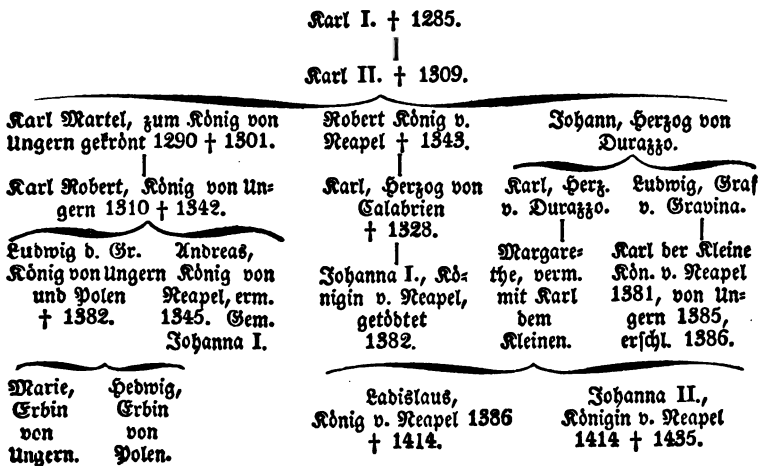 Karl I. † 1285.
Karl II. † 1309.
Karl Martel, zum König von
Ungern gekrönt 1290 † 1301.
Robert König v.
Neapel † 1343.
Johann, Herzog von
Durazzo.
Karl Robert, König von Un⸗
gern 1310 † 1342.
Karl, Herzog von
Calabrien
† 1328.
Karl, Herz.
v. Durazzo.
Ludwig, Graf
v. Gravina.
Ludwig d. Gr.
König von Ungern
und Polen
† 1382.
Andreas,
König von
Neapel, erm.
1345. Gem.
Johanna I.
Johanna I., Kö⸗
nigin v. Neapel,
getödtet
1382.
Margare⸗
the, verm.
mit Karl
dem
Kleinen.
Karl der Kleine
Kön. v. Neapel
1381, von Un⸗
gern 1385,
erschl. 1386.
Marie,
Erbin
von
Ungern.
Hedwig,
Erbin
von
Polen.
Ladislaus,
König v. Neapel 1386
† 1414.
Johanna II.,
Königin v. Neapel
1414 † 1435.